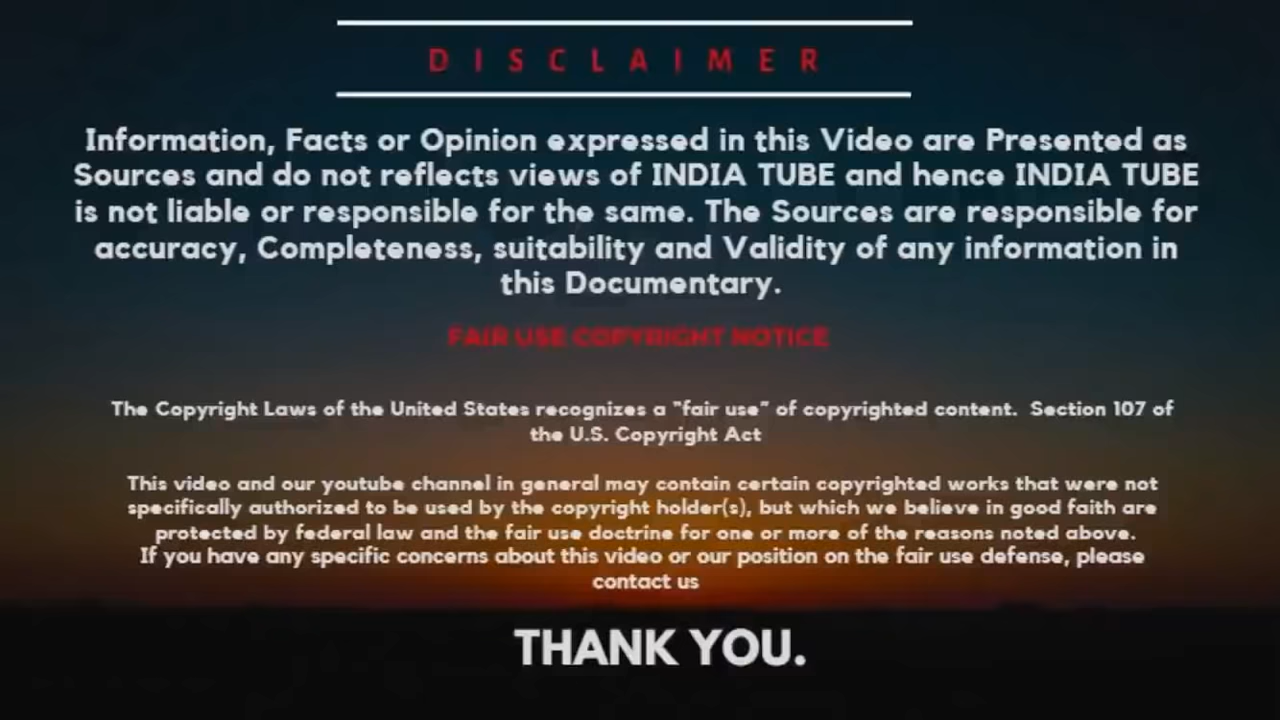 DISCLAIMER
Information, Facts or Opinion expressed in this Video are Presented as
Sources and do not reflects views of INDIA TUBE and hence INDIA TUBE
is not liable or responsible for the same. The Sources are responsible for
accuracy, Completeness, suitability and Validity of any information in
this Documentary.
FAIR USE COPYRIGHT NOTICE
The Copyright Laws of the United States recognizes a "fair use" of copyrighted content. Section 107 of
the U.S. Copyright Act
This video and our youtube channel in general may contain certain copyrighted works that were not
specifically authorized to be used by the copyright holder(s), but which we believe in good faith are
protected by federal law and the fair use doctrine for one or more of the reasons noted above.
If you have any specific concerns about this video or our position on the fair use defense, please
contact us
THANK YOU.